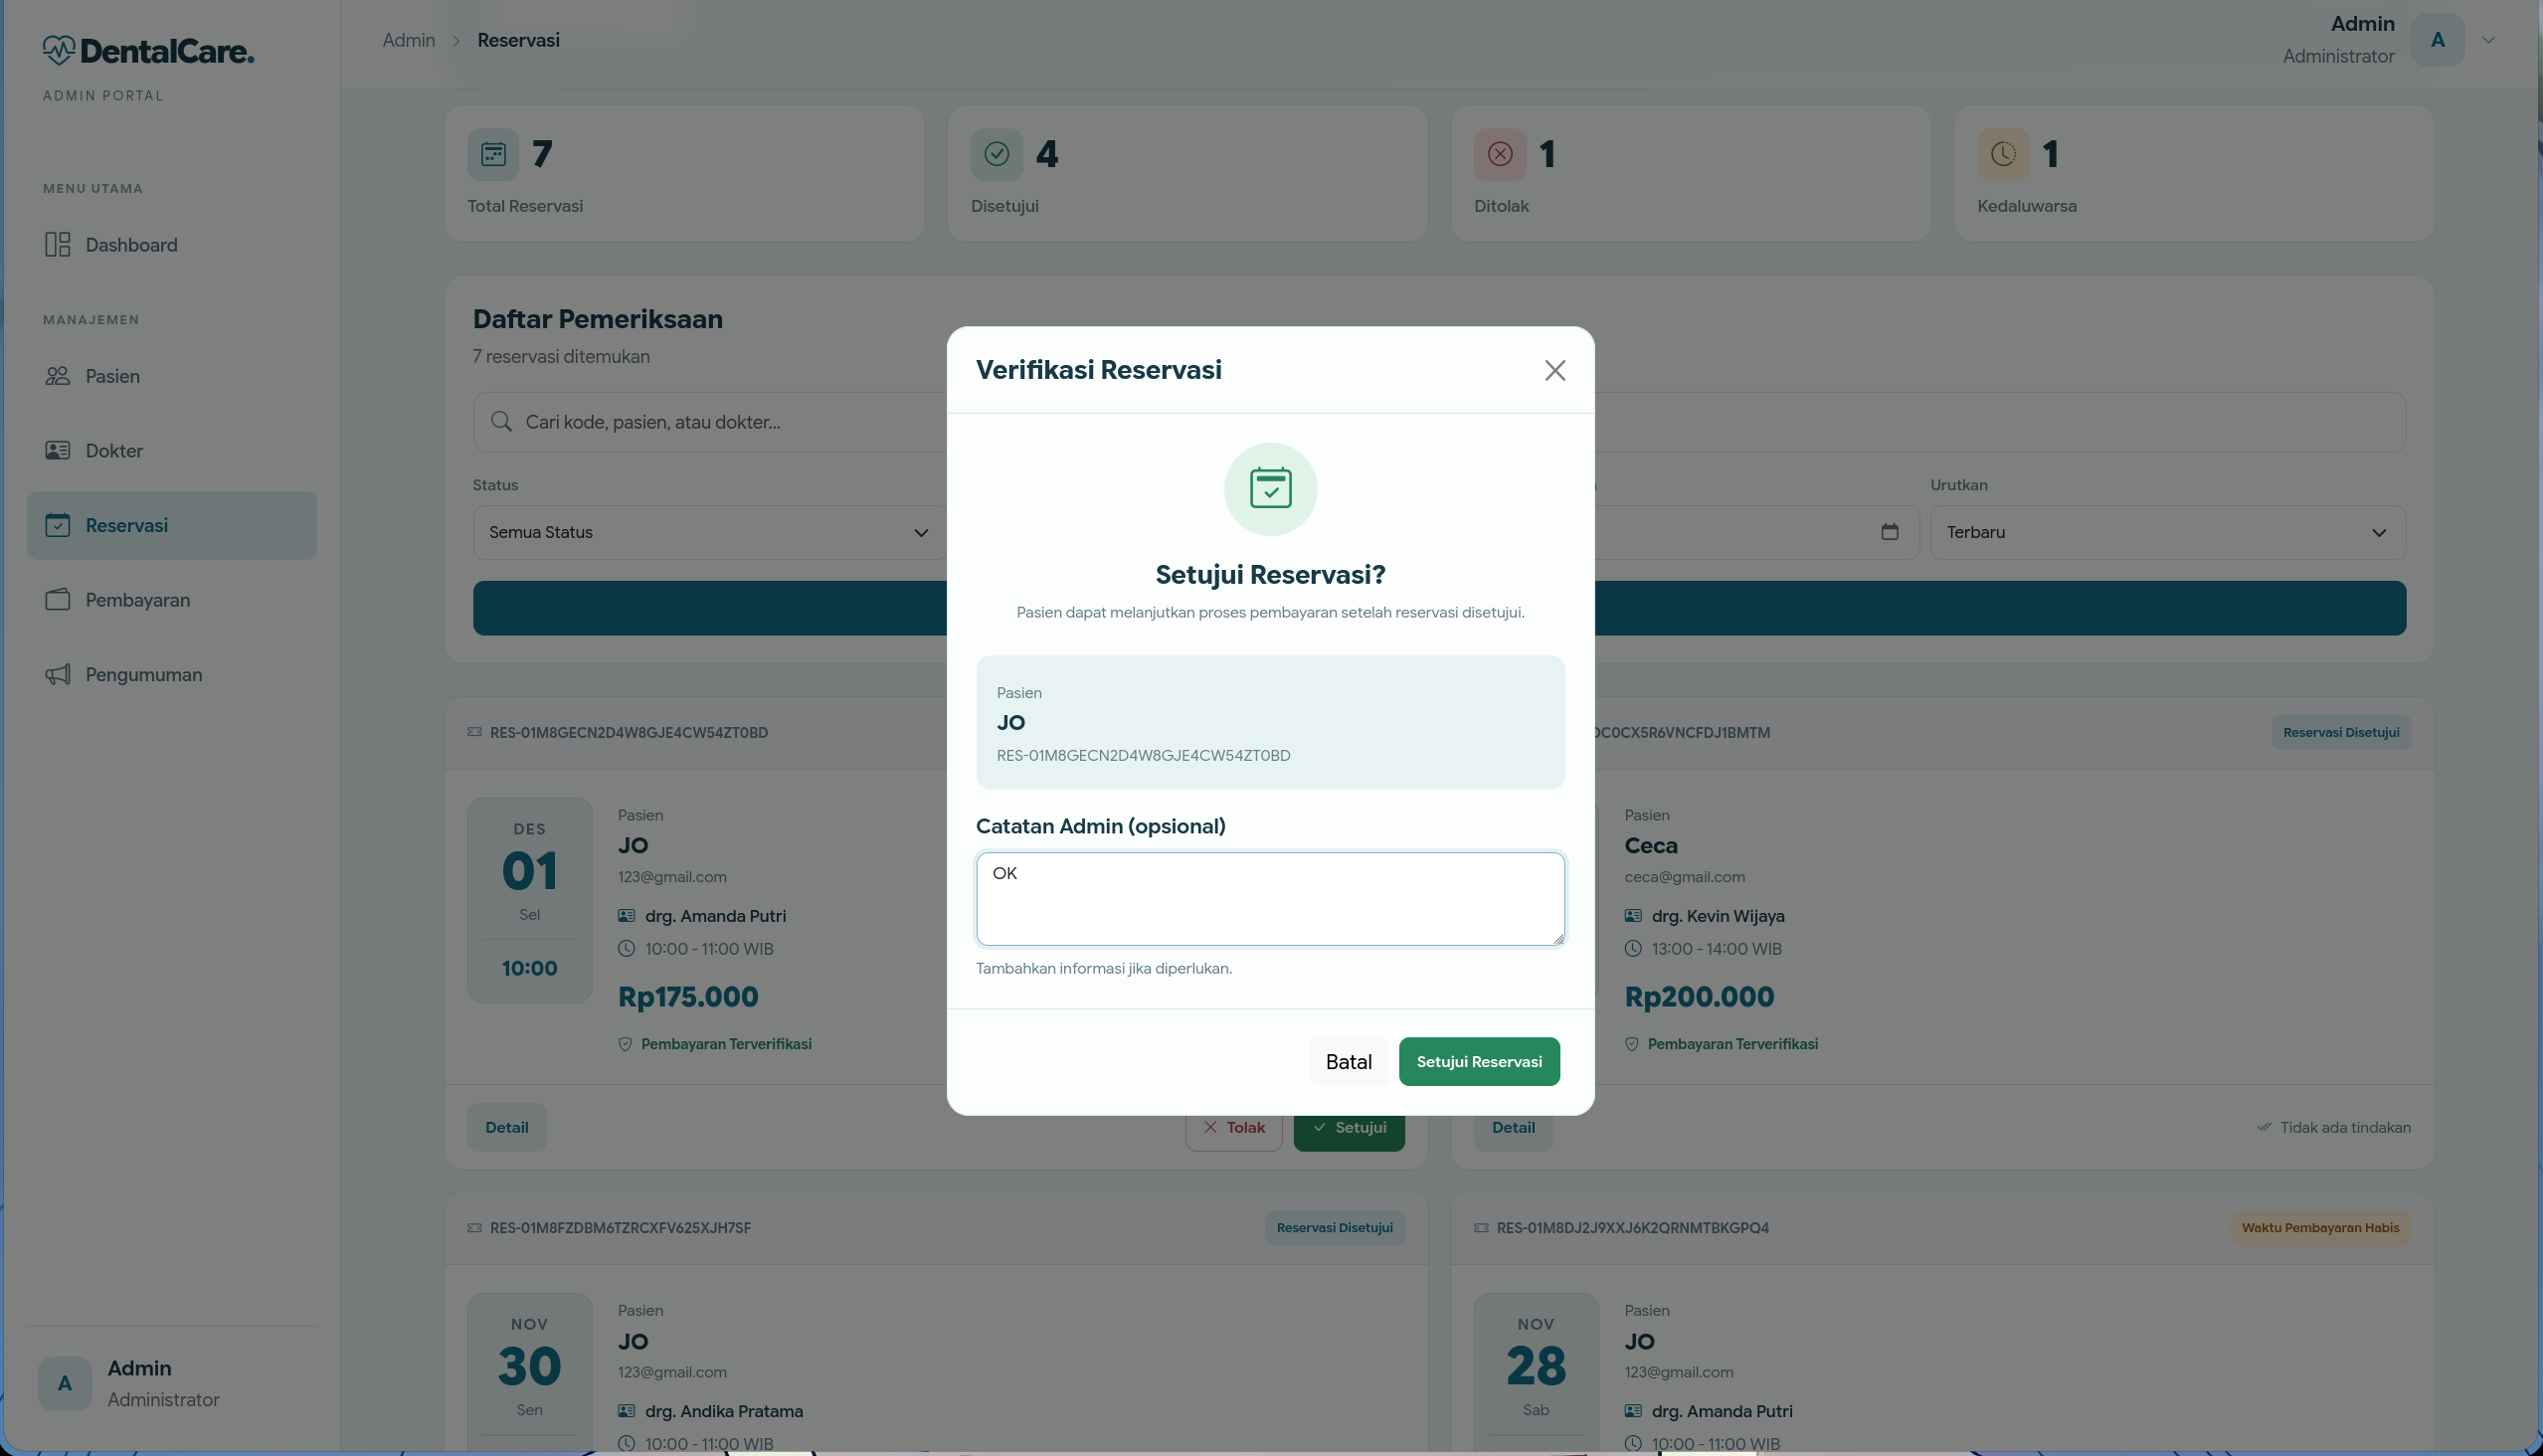 DentalCare.
ADMIN PORTAL
MENU UTAMA
Dashboard
MANAJEMEN
Pasien
Dokter
Reservasi
Pembayaran
Pengumuman
A
Admin
Administrator
Admin > Reservasi
Admin
Administrator
A
7
Total Reservasi
4
Disetujui
1
Ditolak
1
Kedaluwarsa
Daftar Pemeriksaan
7 reservasi ditemukan
Cari kode, pasien, atau dokter...
Status
Semua Status
Urutkan
Terbaru
RES-01M8GECN2D4W8GJE4CW54ZT0BD
DES
01
Sel
10:00
Pasien
JO
123@gmail.com
drg. Amanda Putri
10:00 - 11:00 WIB
Rp175.000
Pembayaran Terverifikasi
Detail
Tolak
Setujui
C0CX5R6VNCFDJ1BMTM
Reservasi Disetujui
Pasien
Ceca
ceca@gmail.com
drg. Kevin Wijaya
13:00 - 14:00 WIB
Rp200.000
Pembayaran Terverifikasi
Detail
Tidak ada tindakan
RES-01M8FZDBM6TZRCXFV625XJH7SF
Reservasi Disetujui
NOV
30
Sen
Pasien
JO
123@gmail.com
drg. Andika Pratama
10:00 - 11:00 WIB
RES-01M8DJ2J9XXJ6K2QRNMTBKGPQ4
Waktu Pembayaran Habis
NOV
28
Sab
Pasien
JO
123@gmail.com
drg. Amanda Putri
10:00 - 11:00 WIB
Verifikasi Reservasi
Setujui Reservasi?
Pasien dapat melanjutkan proses pembayaran setelah reservasi disetujui.
Pasien
JO
RES-01M8GECN2D4W8GJE4CW54ZT0BD
Catatan Admin (opsional)
OK
Tambahkan informasi jika diperlukan.
Batal
Setujui Reservasi